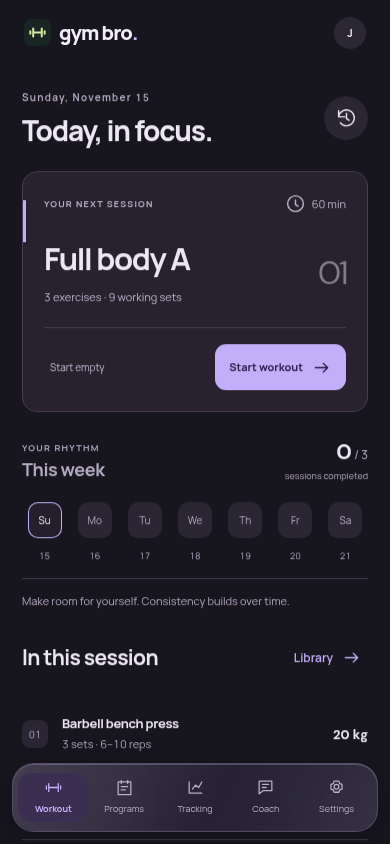 gym bro.
J
Sunday, November 15
Today, in focus.
YOUR NEXT SESSION
60 min
Full body A
01
3 exercises · 9 working sets
Start empty
Start workout
YOUR RHYTHM
0 / 3
This week
sessions completed
Su Mo Tu We Th Fr Sa
15 16 17 18 19 20 21
Make room for yourself. Consistency builds over time.
In this session
Library
01
Barbell bench press
3 sets · 6–10 reps
20 kg
Workout Programs Tracking Coach Settings